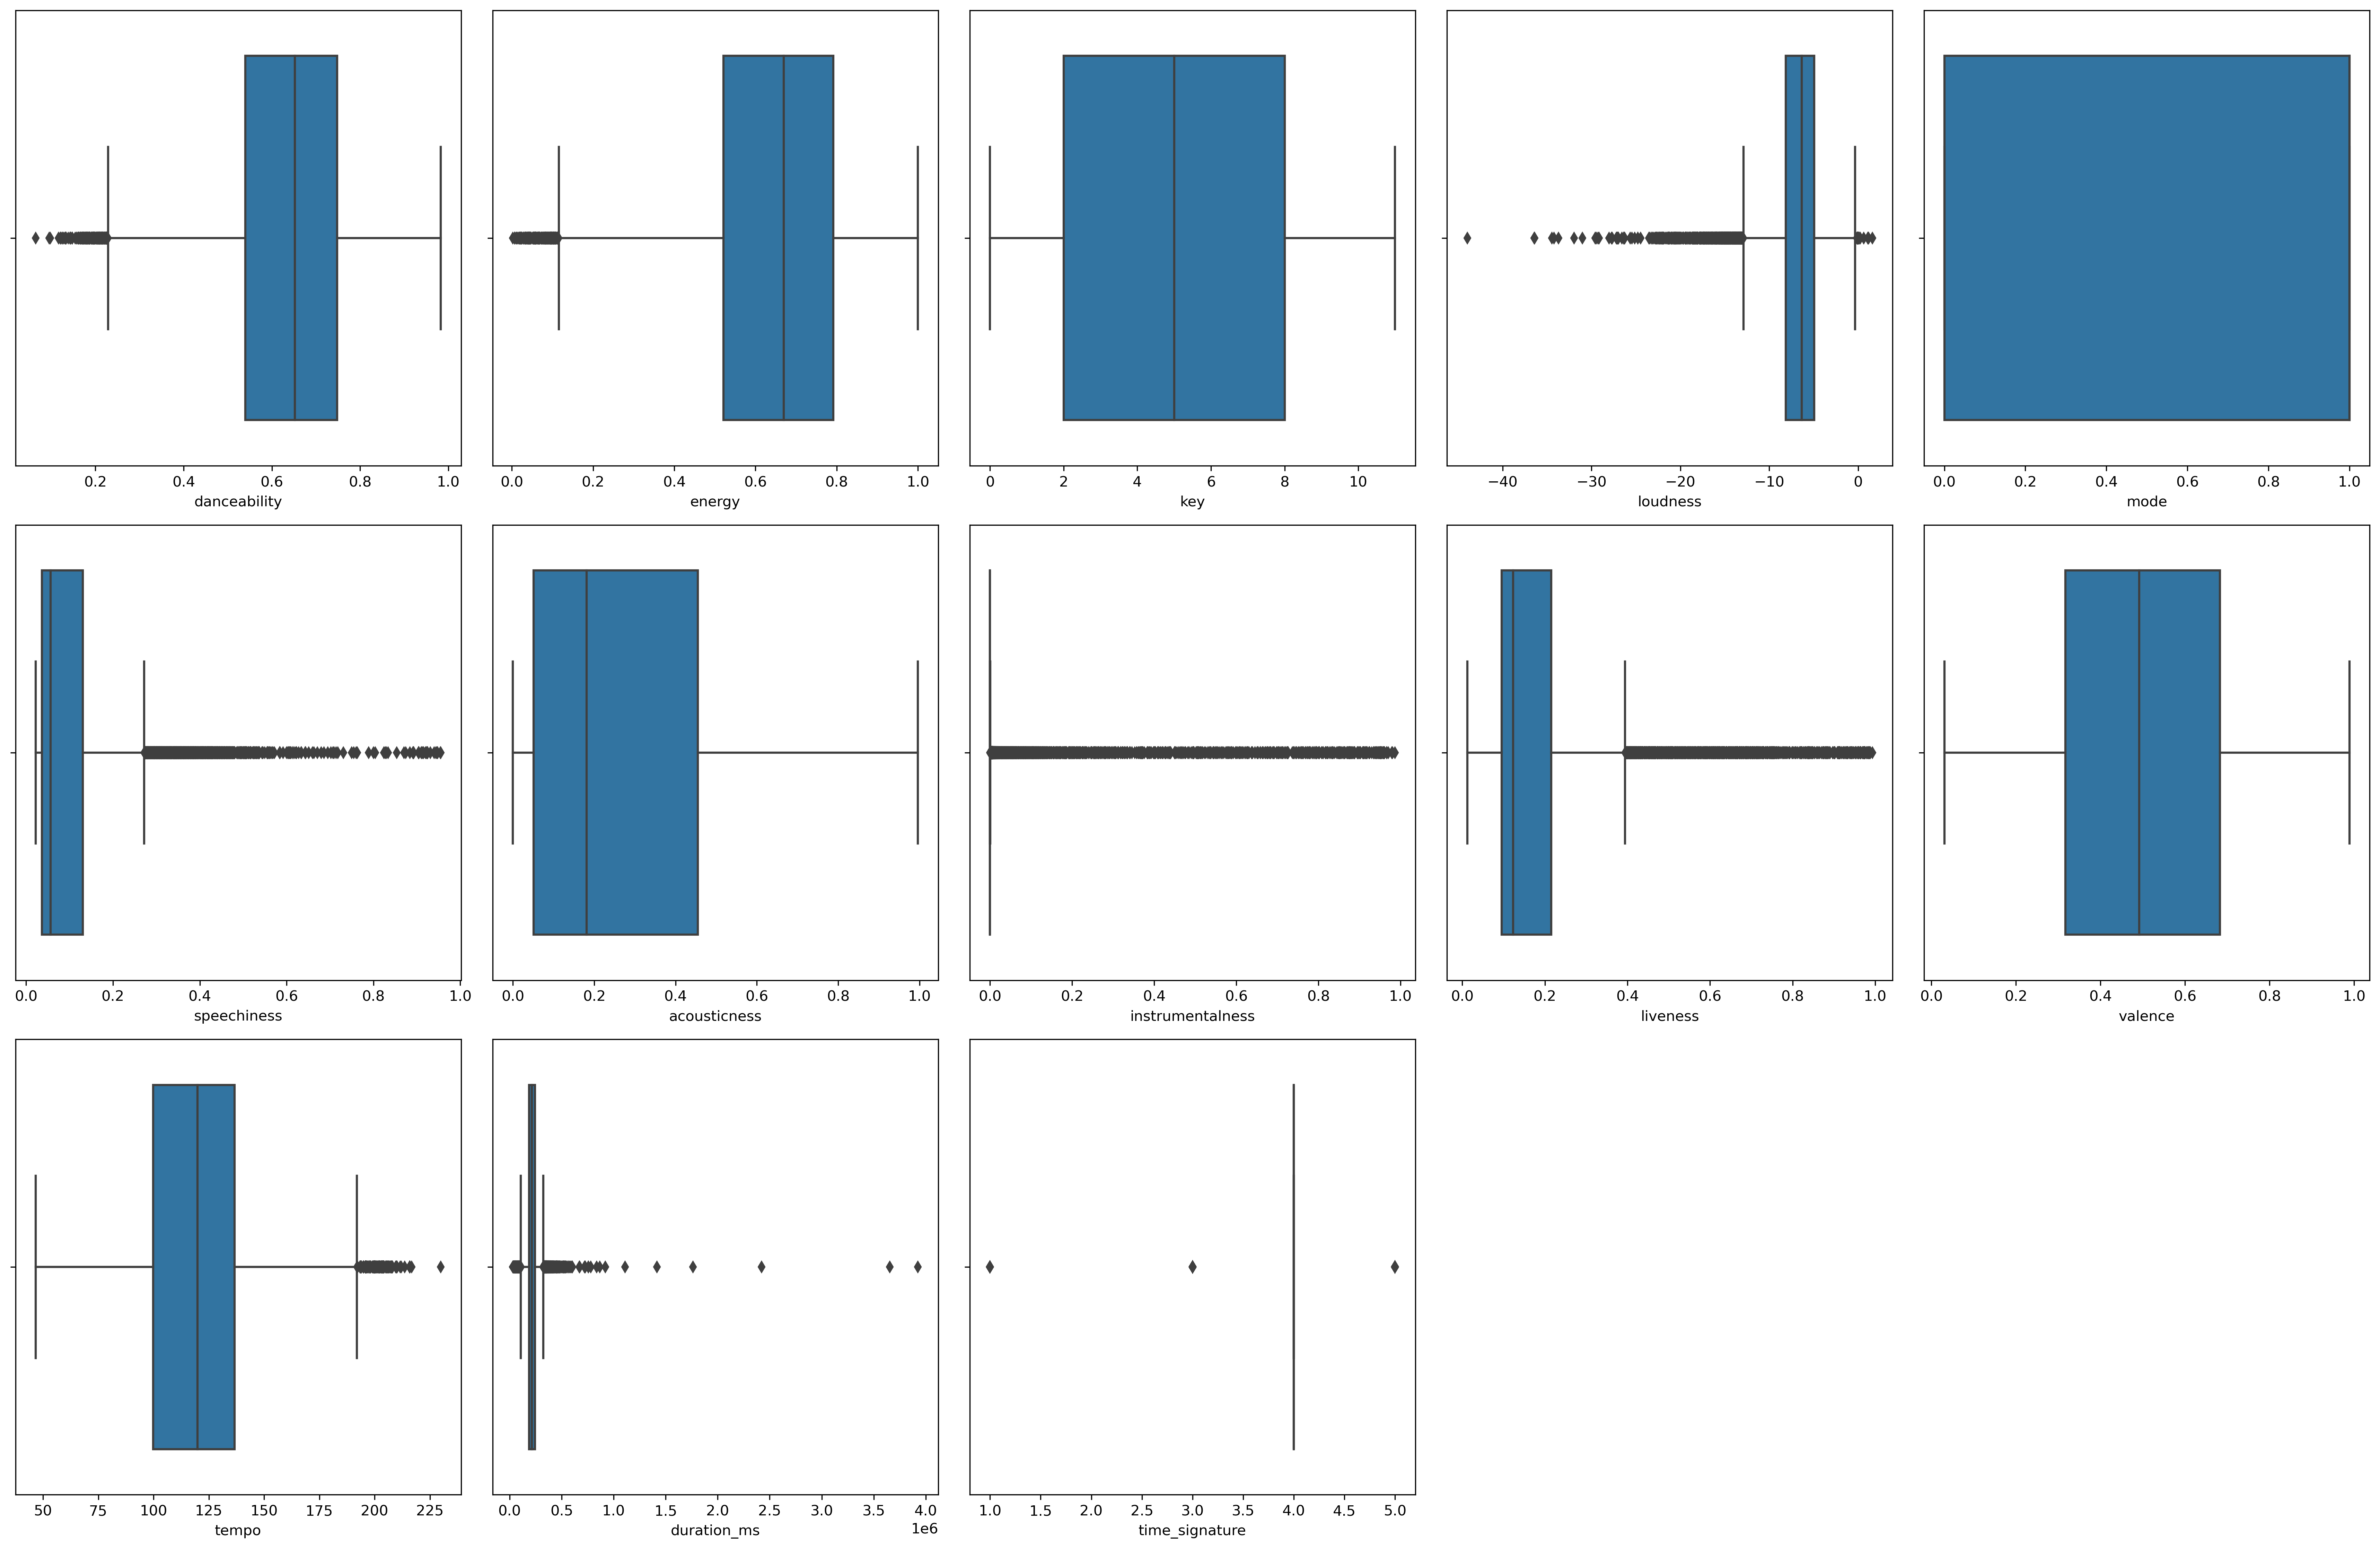 0.2 0.4 0.6 0.8 1.0
danceability
0.0 0.2 0.4 0.6 0.8 1.0
energy
0 2 4 6 8 10
key
−40 −30 −20 −10 0
loudness
0.0 0.2 0.4 0.6 0.8 1.0
mode
0.0 0.2 0.4 0.6 0.8 1.0
speechiness
0.0 0.2 0.4 0.6 0.8 1.0
acousticness
0.0 0.2 0.4 0.6 0.8 1.0
instrumentalness
0.0 0.2 0.4 0.6 0.8 1.0
liveness
0.0 0.2 0.4 0.6 0.8 1.0
valence
50 75 100 125 150 175 200 225
tempo
0.0 0.5 1.0 1.5 2.0 2.5 3.0 3.5 4.0
1e6
duration_ms
1.0 1.5 2.0 2.5 3.0 3.5 4.0 4.5 5.0
time_signature